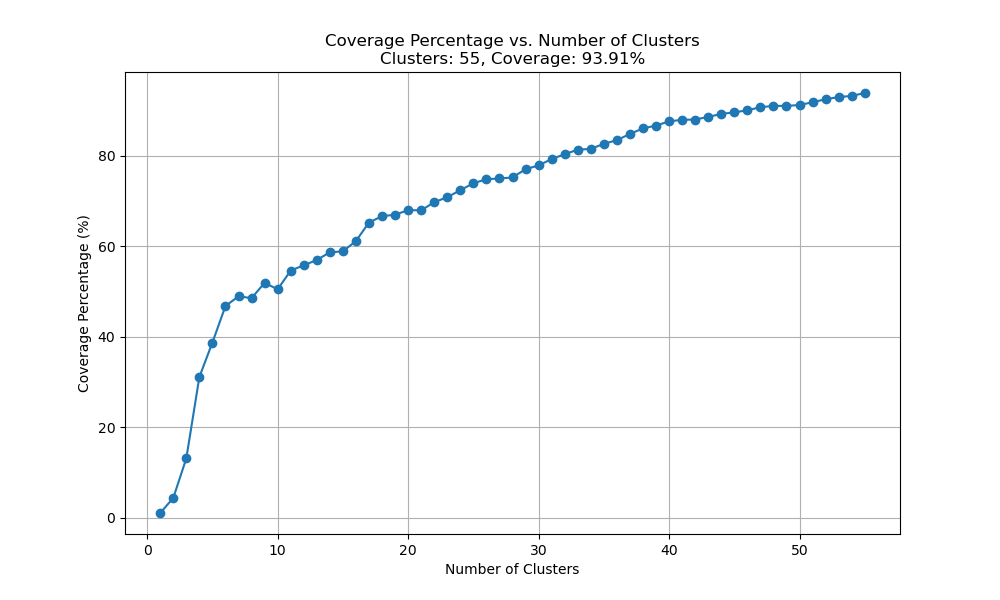 Coverage Percentage vs. Number of Clusters
Clusters: 55, Coverage: 93.91%
Coverage Percentage (%)
80
60
40
20
0
0 10 20 30 40 50
Number of Clusters